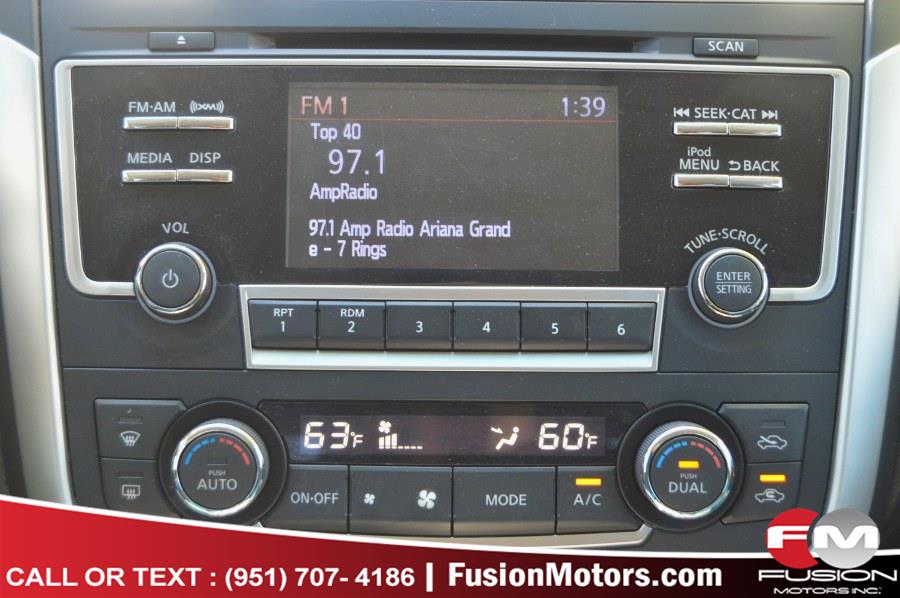 SCAN
FM·AM
XM
SEEK·CAT
MEDIA DISP
iPod
MENU BACK
FM 1 1:39
Top 40
97.1
AmpRadio
97.1 Amp Radio Ariana Grand
e - 7 Rings
VOL
TUNE·SCROLL
ENTER
SETTING
RPT
1
RDM
2
3
4
5
6
63°F
60°F
PUSH
AUTO
ON·OFF
MODE
A/C
PUSH
DUAL
CALL OR TEXT : (951) 707- 4186 | FusionMotors.com
FM
FUSION
MOTORS INC.